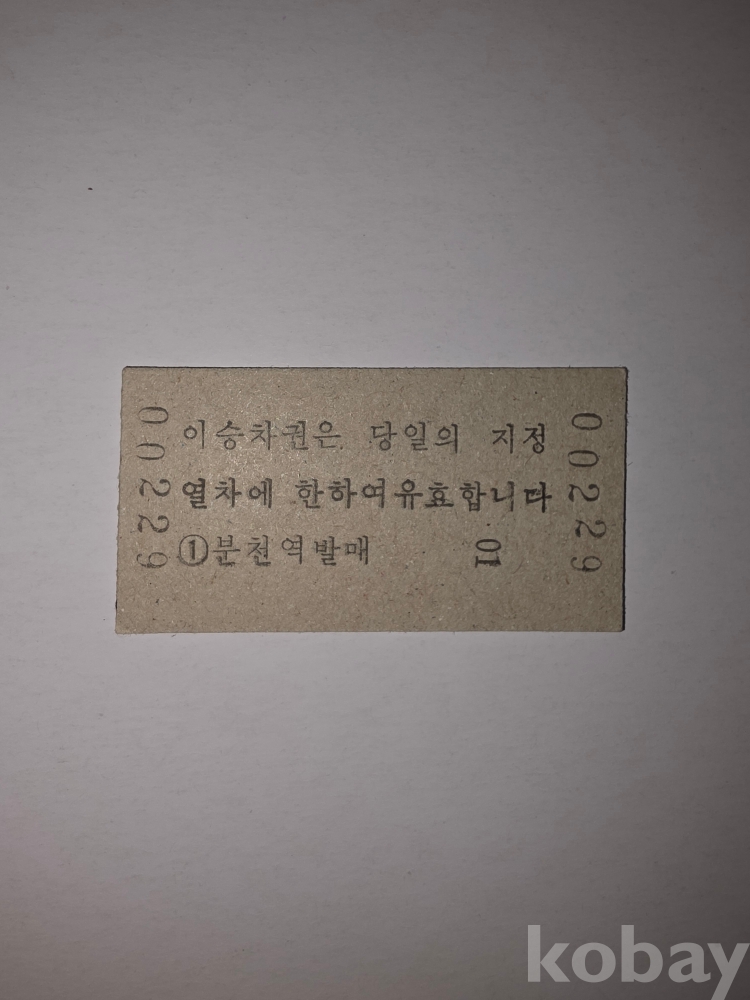 00229
이승차권은 당일의 지정
열차에 한하여유효합니다
①분천역발매 01
00229
kobay